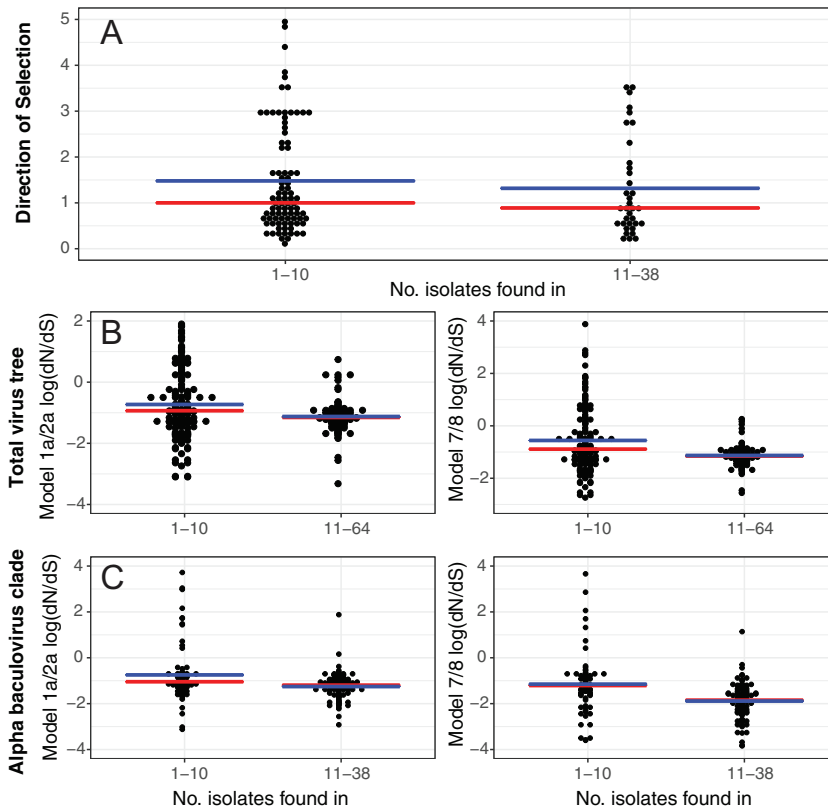 A
Direction of Selection
5
4
3
2
1
0
1–10
11–38
No. isolates found in
Total virus tree
B
Model 1a/2a log(dN/dS)
2
0
−2
−4
1–10
11–64
Model 7/8 log(dN/dS)
4
2
0
−2
1–10
11–64
Alpha baculovirus clade
C
Model 1a/2a log(dN/dS)
4
2
0
−2
−4
1–10
11–38
No. isolates found in
Model 7/8 log(dN/dS)
4
2
0
−2
−4
1–10
11–38
No. isolates found in